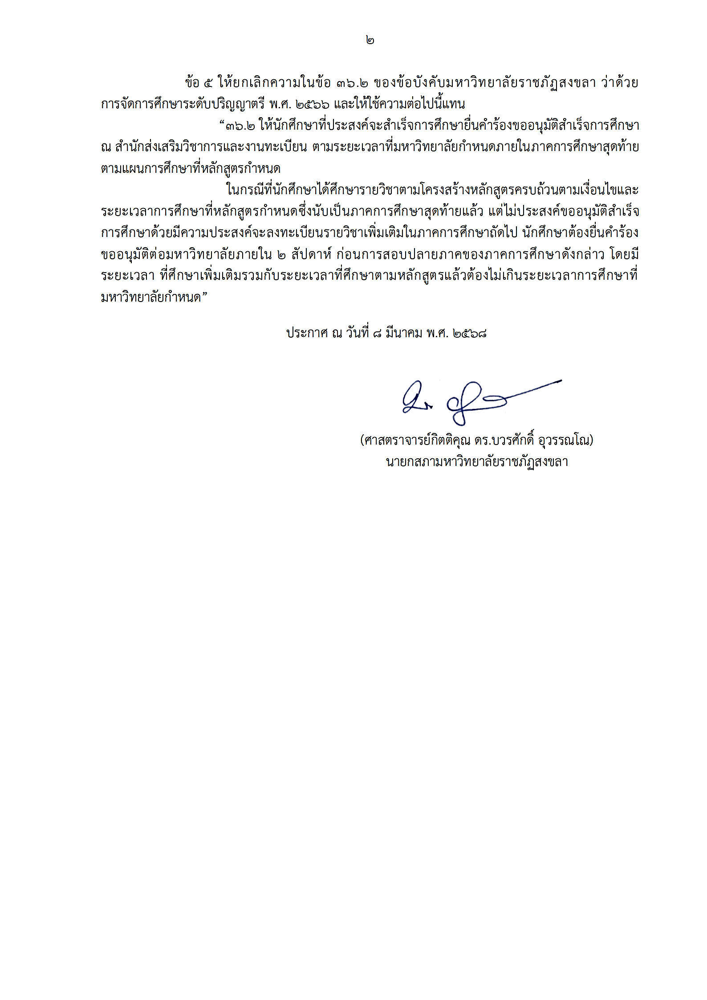 ๒
ข้อ ๕ ให้ยกเลิกความในข้อ ๓๖.๒ ของข้อบังคับมหาวิทยาลัยราชภัฏสงขลา ว่าด้วย
การจัดการศึกษาระดับปริญญาตรี พ.ศ. ๒๕๖๖ และให้ใช้ความต่อไปนี้แทน
“๓๖.๒ ให้นักศึกษาที่ประสงค์จะสำเร็จการศึกษายื่นคำร้องขออนุมัติสำเร็จการศึกษา
ณ สำนักส่งเสริมวิชาการและงานทะเบียน ตามระยะเวลาที่มหาวิทยาลัยกำหนดภายในภาคการศึกษาสุดท้าย
ตามแผนการศึกษาที่หลักสูตรกำหนด
ในกรณีที่นักศึกษาได้ศึกษารายวิชาตามโครงสร้างหลักสูตรครบถ้วนตามเงื่อนไขและ
ระยะเวลาการศึกษาที่หลักสูตรกำหนดซึ่งนับเป็นภาคการศึกษาสุดท้ายแล้ว แต่ไม่ประสงค์ขออนุมัติสำเร็จ
การศึกษาด้วยมีความประสงค์จะลงทะเบียนรายวิชาเพิ่มเติมในภาคการศึกษาถัดไป นักศึกษาต้องยื่นคำร้อง
ขออนุมัติต่อมหาวิทยาลัยภายใน ๒ สัปดาห์ ก่อนการสอบปลายภาคของภาคการศึกษาดังกล่าว โดยมี
ระยะเวลา ที่ศึกษาเพิ่มเติมรวมกับระยะเวลาที่ศึกษาตามหลักสูตรแล้วต้องไม่เกินระยะเวลาการศึกษาที่
มหาวิทยาลัยกำหนด”
ประกาศ ณ วันที่ ๘ มีนาคม พ.ศ. ๒๕๖๘
(ศาสตราจารย์กิตติคุณ ดร.บวรศักดิ์ อุวรรณโณ)
นายกสภามหาวิทยาลัยราชภัฏสงขลา